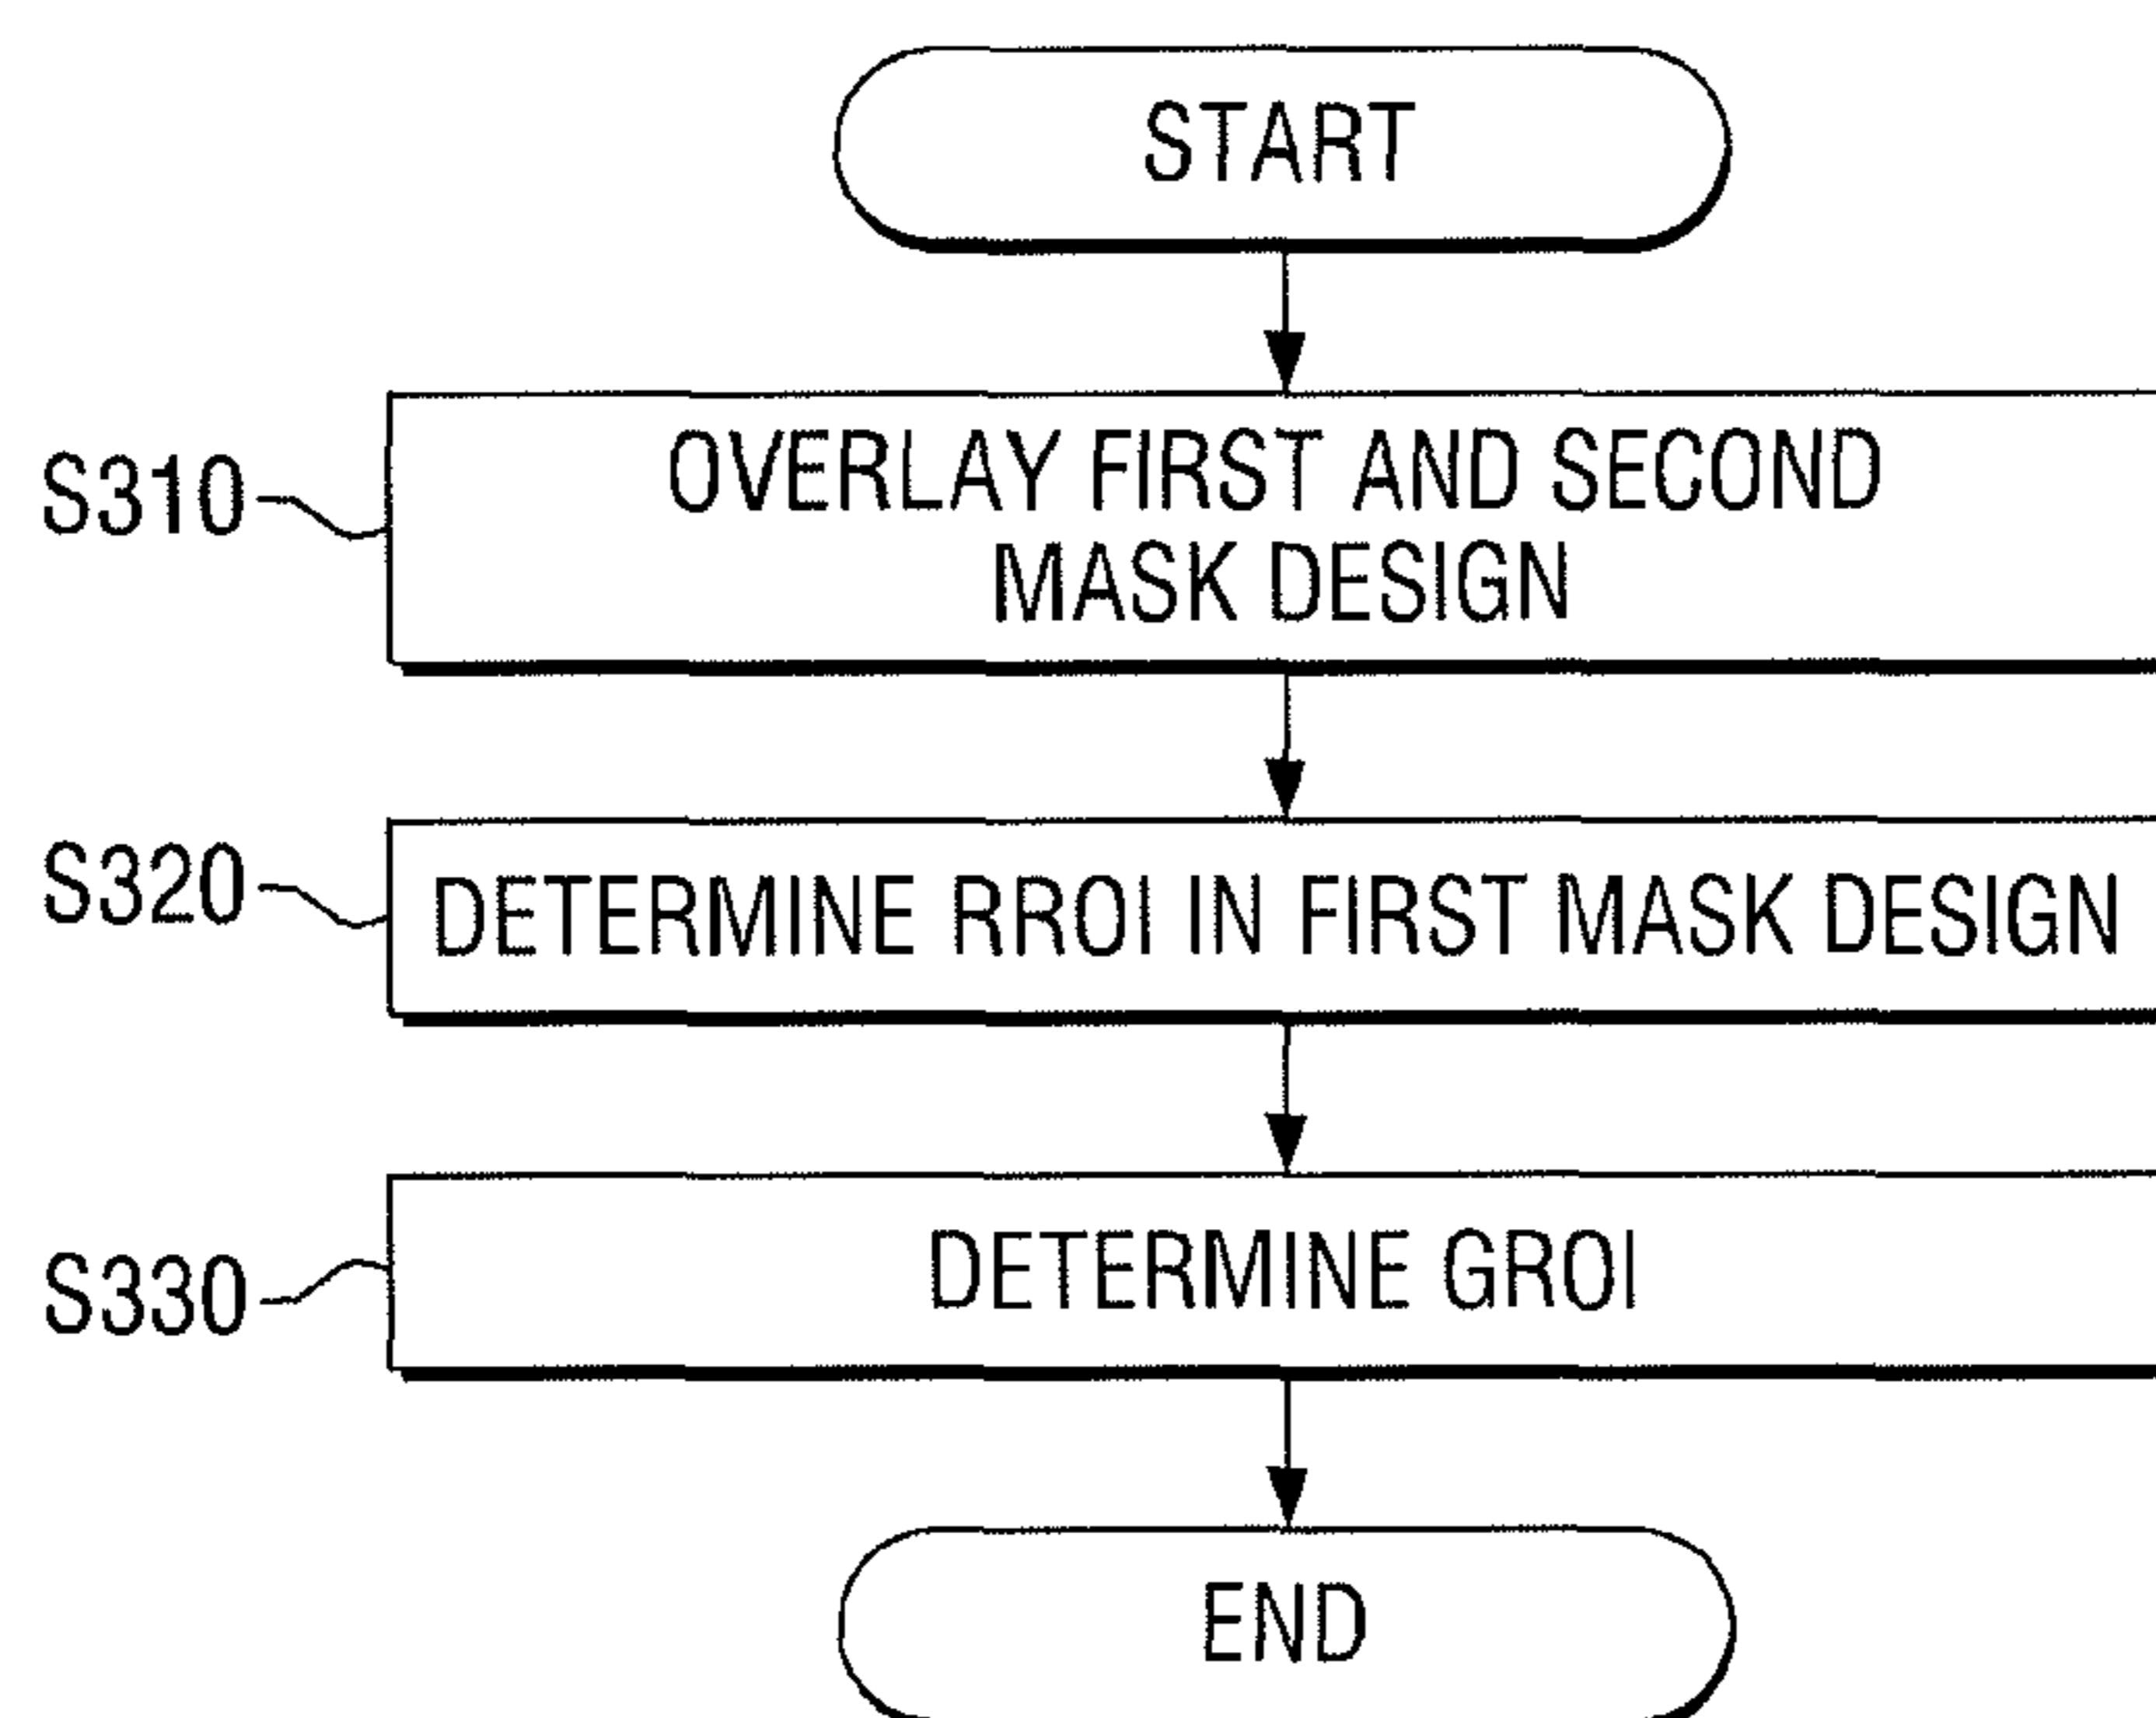 START
S310
OVERLAY FIRST AND SECOND
MASK DESIGN
S320
DETERMINE RROI IN FIRST MASK DESIGN
S330
DETERMINE GROI
END